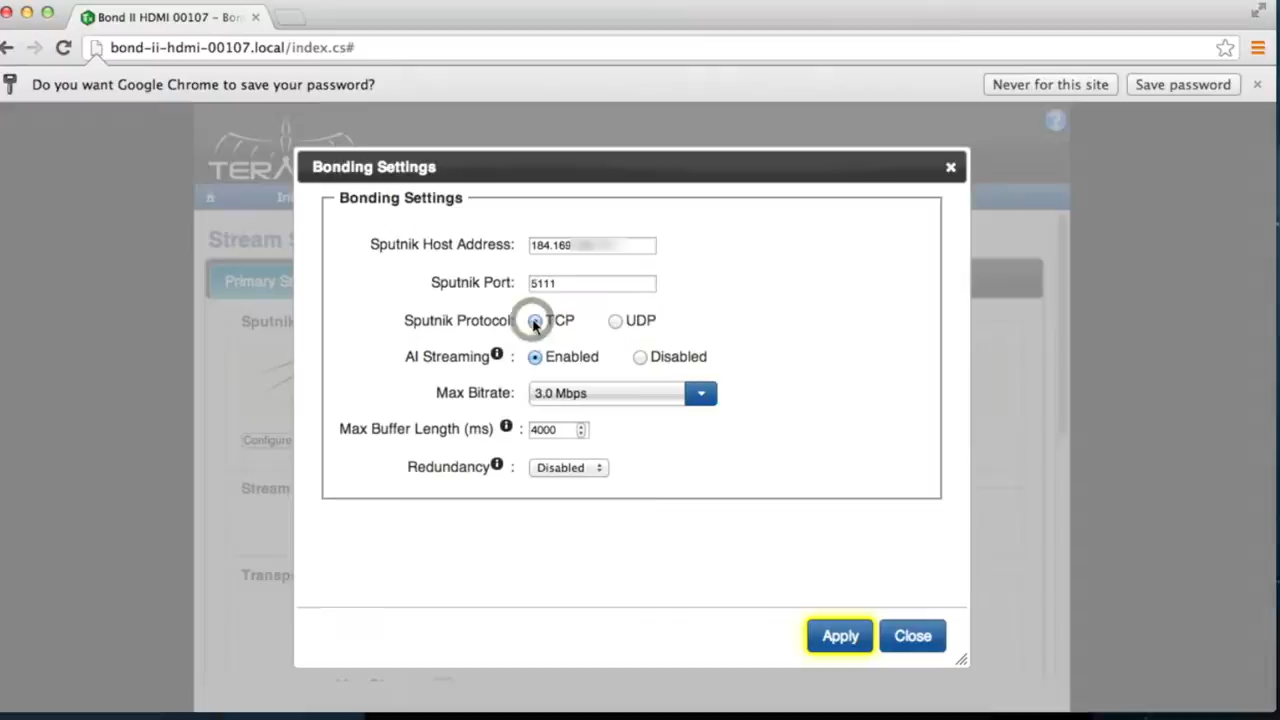 Bond II HDMI 00107 – Bon
bond-ii-hdmi-00107.local/index.cs#
Do you want Google Chrome to save your password?
Never for this site
Save password
TERA
Stream S
Primary St
Sputnik
Configure
Stream
Transp
Bonding Settings
Bonding Settings
Sputnik Host Address: 184.169
Sputnik Port: 5111
Sputnik Protocol: TCP UDP
AI Streaming : Enabled Disabled
Max Bitrate: 3.0 Mbps
Max Buffer Length (ms) : 4000
Redundancy : Disabled
Apply Close